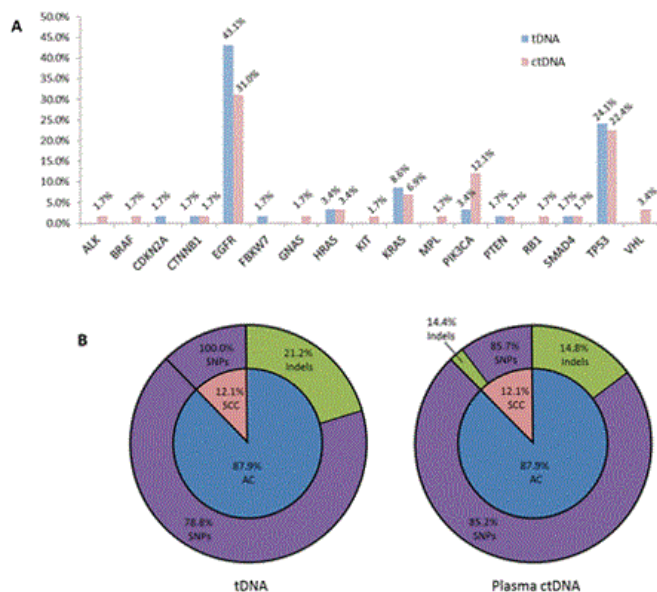 A
50.0%
45.0%
40.0%
35.0%
30.0%
25.0%
20.0%
15.0%
10.0%
5.0%
0.0%
43.1%
31.0%
24.1%
22.4%
12.1%
8.6%
6.9%
3.4%
3.4%
3.4%
3.4%
1.7%
1.7%
1.7%
1.7%
1.7%
1.7%
1.7%
1.7%
1.7%
1.7%
1.7%
1.7%
1.7%
1.7%
tDNA
ctDNA
ALK
BRAF
CDKN2A
CTNNB1
EGFR
FBXW7
GNAS
HRAS
KIT
KRAS
MPL
PIK3CA
PTEN
RB1
SMAD4
TP53
VHL
B
100.0%
SNPs
21.2%
Indels
12.1%
SCC
87.9%
AC
78.8%
SNPs
tDNA
14.4%
Indels
85.7%
SNPs
14.8%
Indels
12.1%
SCC
87.9%
AC
85.2%
SNPs
Plasma ctDNA